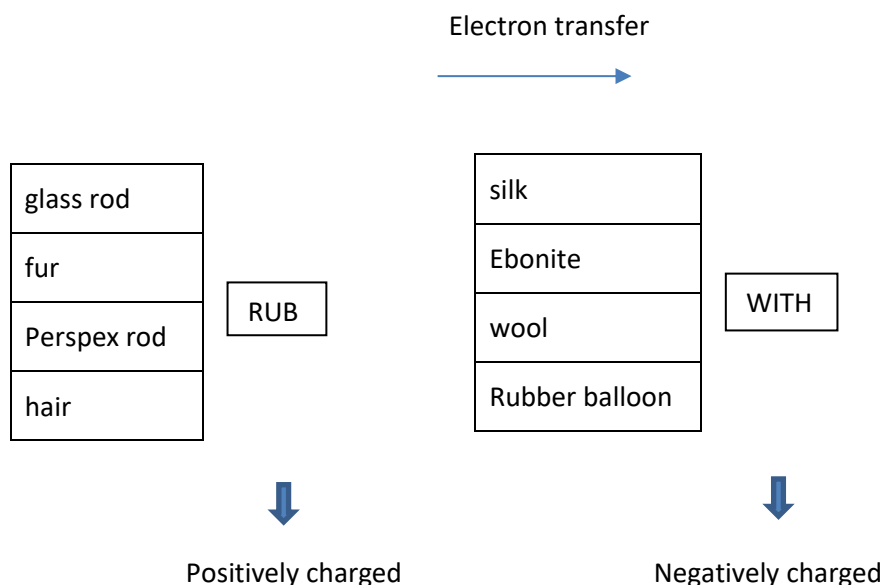 Electron transfer
glass rod
fur
Perspex rod
hair
RUB
silk
Ebonite
wool
Rubber balloon
WITH
Positively charged
Negatively charged